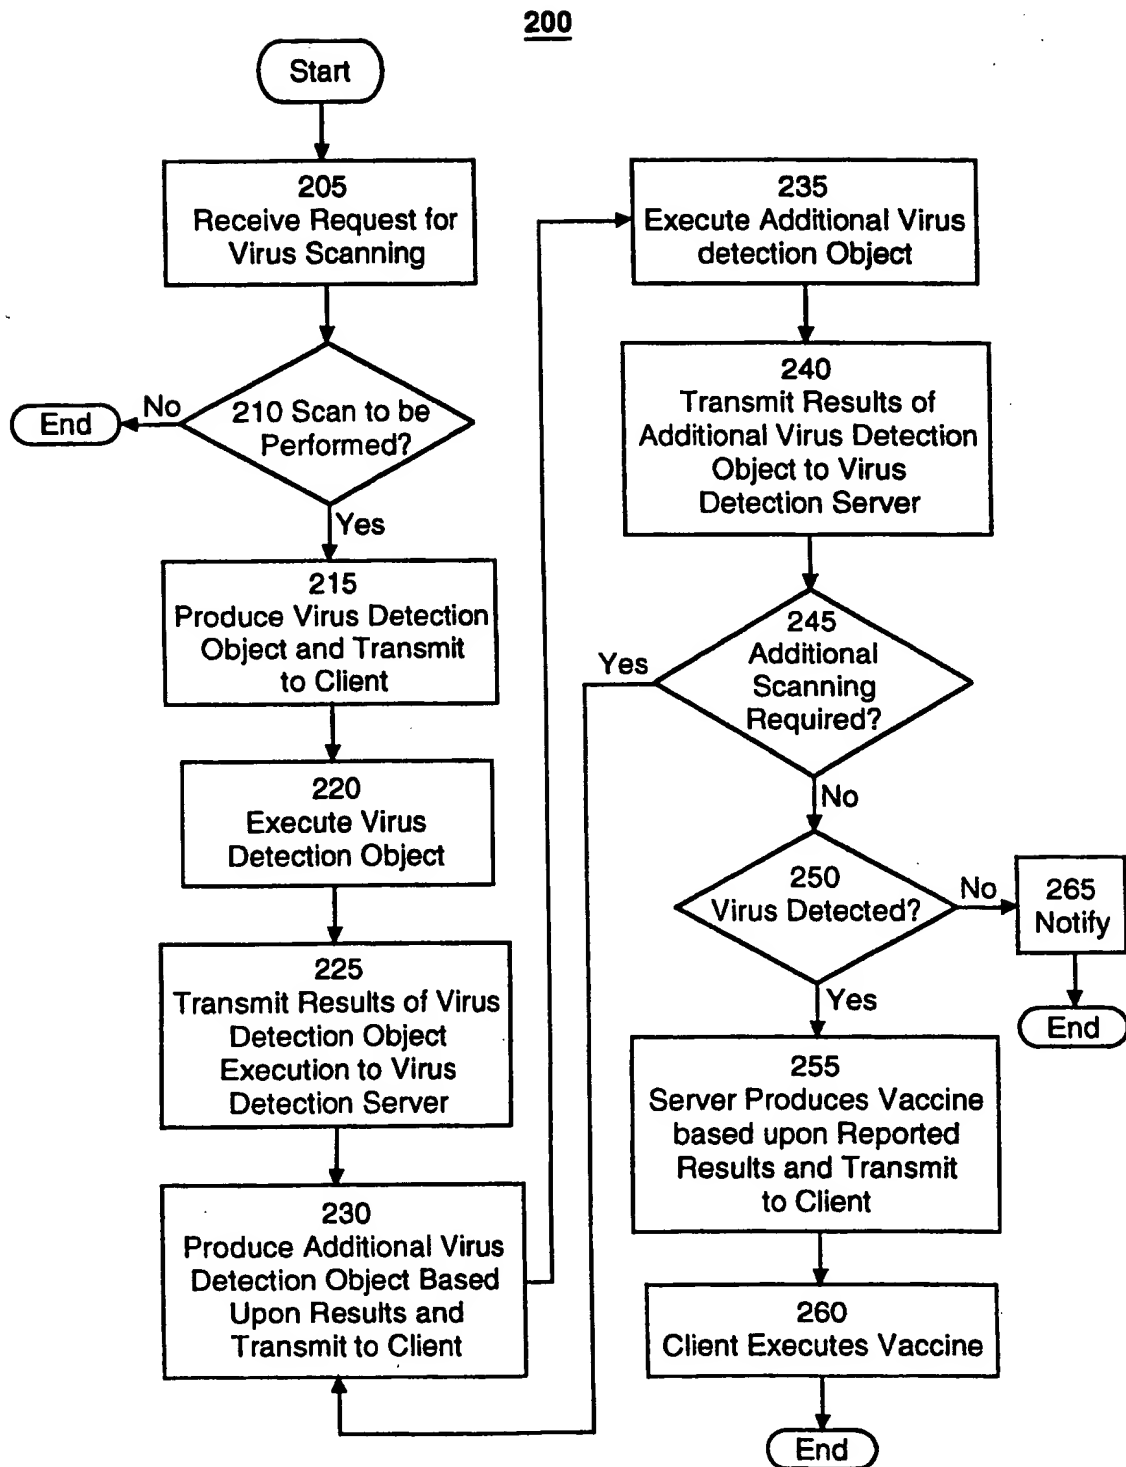 200
Start
205
Receive Request for
Virus Scanning
210 Scan to be
Performed?
No
End
Yes
215
Produce Virus Detection
Object and Transmit
to Client
220
Execute Virus
Detection Object
225
Transmit Results of Virus
Detection Object
Execution to Virus
Detection Server
230
Produce Additional Virus
Detection Object Based
Upon Results and
Transmit to Client
235
Execute Additional Virus
detection Object
240
Transmit Results of
Additional Virus Detection
Object to Virus
Detection Server
245
Additional
Scanning
Required?
Yes
No
250
Virus Detected?
No
265
Notify
End
Yes
255
Server Produces Vaccine
based upon Reported
Results and Transmit
to Client
260
Client Executes Vaccine
End